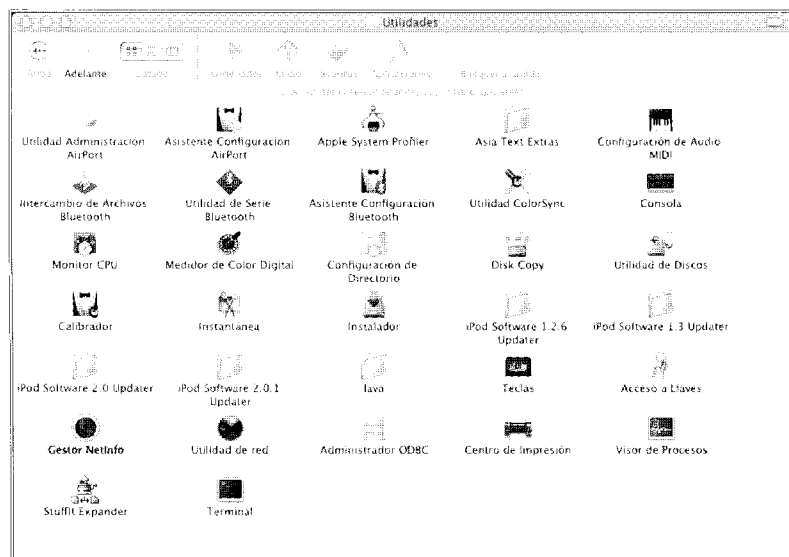 Utilidades
Adelante
Utilidad Administración AirPort
Asistente Configuración AirPort
Apple System Profiler
Asia Text Extras
Configuración de Audio MIDI
Intercambio de Archivos Bluetooth
Utilidad de Serie Bluetooth
Asistente Configuración Bluetooth
Utilidad ColorSync
Consola
Monitor CPU
Medidor de Color Digital
Configuración de Directorio
Disk Copy
Utilidad de Discos
Calibrador
Instantánea
Instalador
iPod Software 1.2.6 Updater
iPod Software 1.3 Updater
iPod Software 2.0 Updater
iPod Software 2.0.1 Updater
Java
Teclas
Acceso a Llaves
Gestor NetInfo
Utilidad de red
Administrador ODBC
Centro de Impresión
Visor de Procesos
StuffIt Expander
Terminal